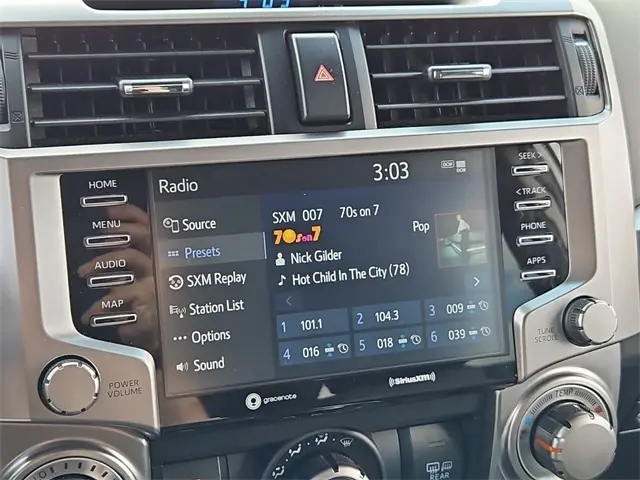 Radio
3:03
HOME
MENU
AUDIO
MAP
POWER
VOLUME
Source
Presets
SXM Replay
Station List
Options
Sound
SXM 007 70s on 7
70s on 7
Pop
Nick Gilder
Hot Child In The City (78)
1 101.1
2 104.3
3 009
4 016
5 018
6 039
gracenote
((SiriusXM))
SEEK >
< TRACK
PHONE
APPS
TUNE
SCROLL
TEMP
REAR